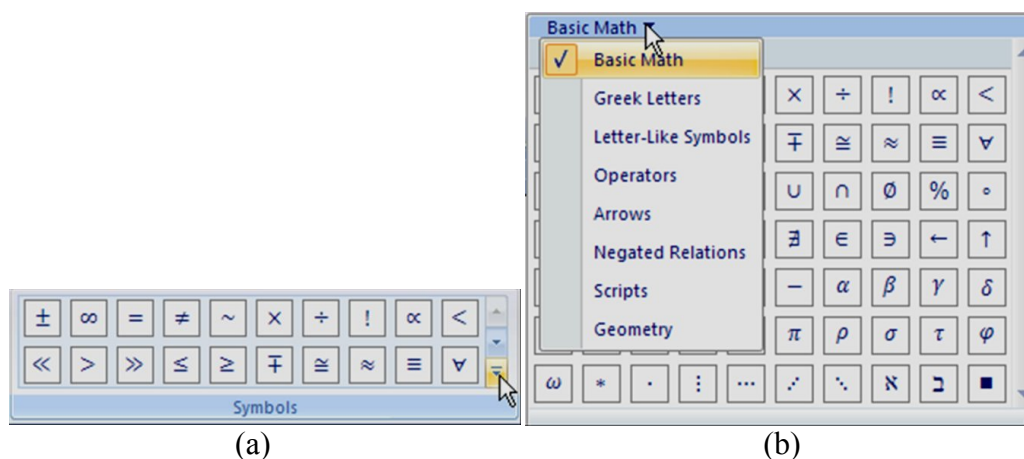 Basic Math
✓ Basic Math
Greek Letters
Letter-Like Symbols
Operators
Arrows
Negated Relations
Scripts
Geometry
× ÷ ! ∝ <
∓ ≅ ≈ ≡ ∀
∪ ∩ ∅ % °
∄ ∈ ∋ ← ↑
− α β γ δ
π ρ σ τ φ
ω * ∙ ⋮ ⋯ ⋰ ⋱ ℵ ℶ ∎
± ∞ = ≠ ~ × ÷ ! ∝ <
≪ > ≫ ≤ ≥ ∓ ≅ ≈ ≡ ∀
Symbols
(a) (b)